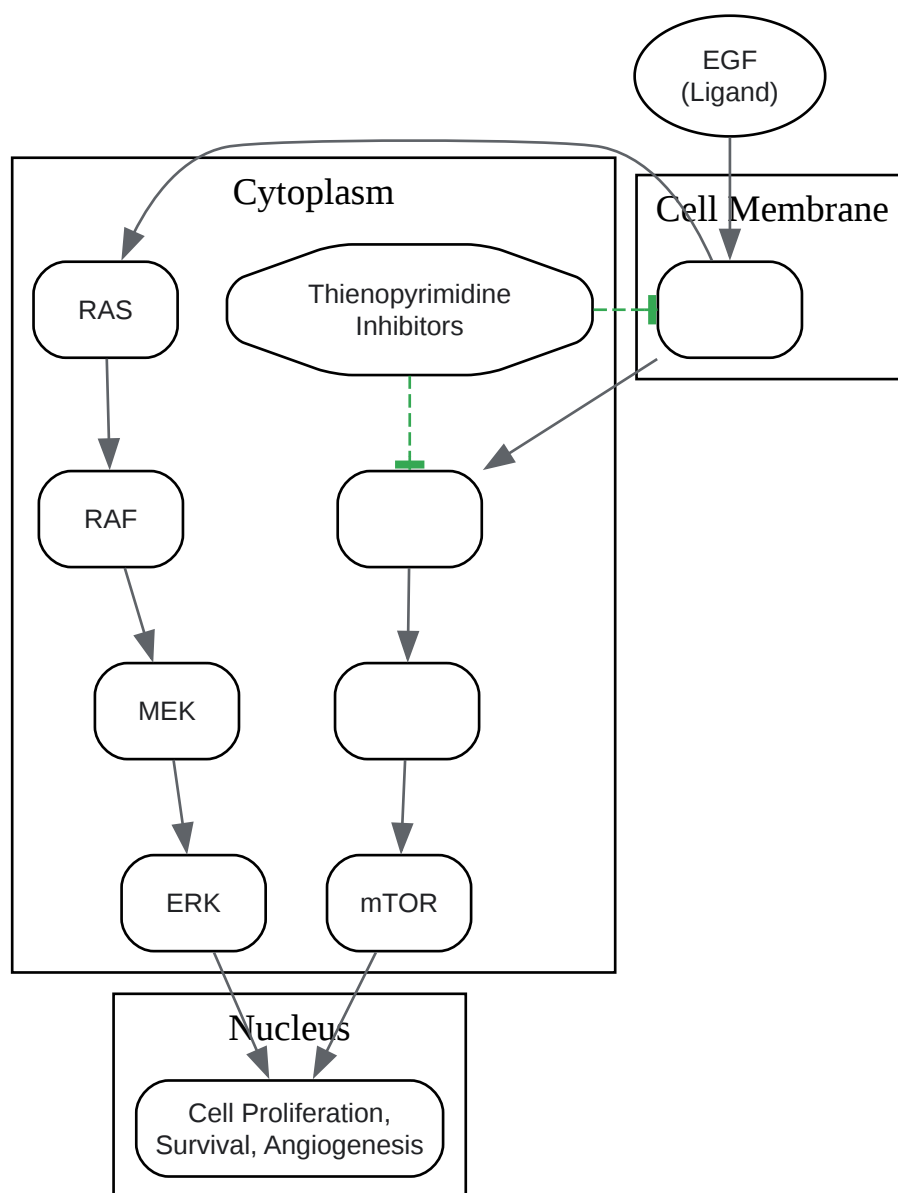 EGF
(Ligand)
Cytoplasm
Cell Membrane
RAS
Thienopyrimidine
Inhibitors
RAF
MEK
ERK
mTOR
Nucleus
Cell Proliferation,
Survival, Angiogenesis